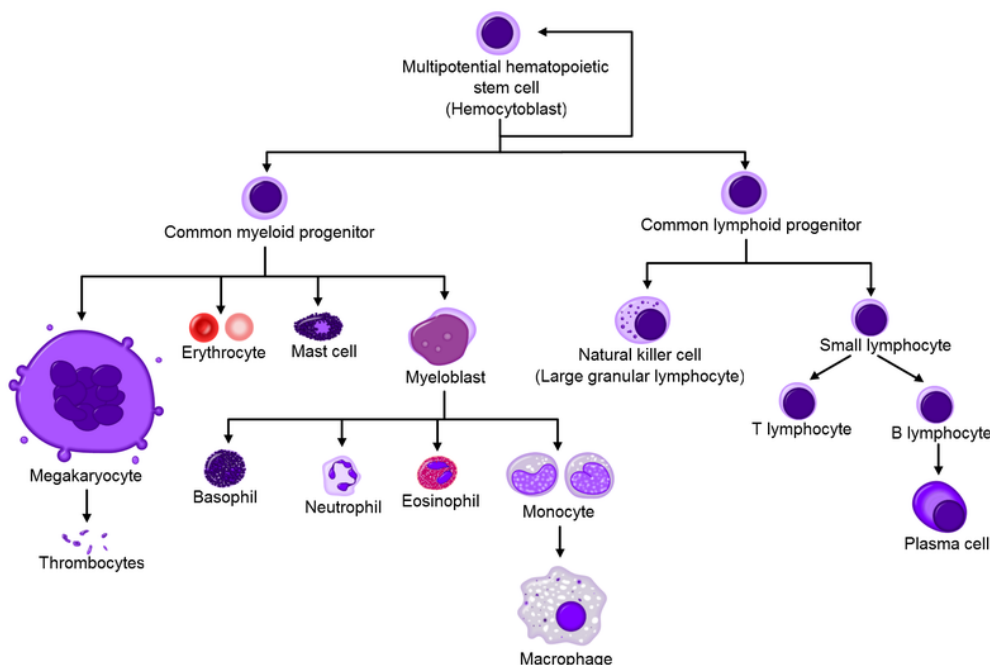 Multipotential hematopoietic
stem cell
(Hemocytoblast)
Common myeloid progenitor
Common lymphoid progenitor
Erythrocyte
Mast cell
Myeloblast
Natural killer cell
(Large granular lymphocyte)
Small lymphocyte
T lymphocyte
B lymphocyte
Megakaryocyte
Basophil
Neutrophil
Eosinophil
Monocyte
Plasma cell
Thrombocytes
Macrophage